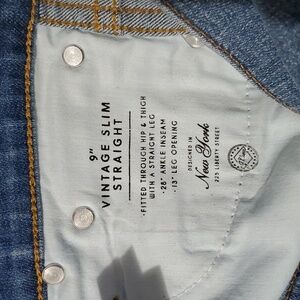 9"
VINTAGE SLIM
STRAIGHT
·FITTED THROUGH HIP & THIGH
WITH A STRAIGHT LEG
·28" ANKLE INSEAM
·13" LEG OPENING
DESIGNED IN
New York
225 LIBERTY STREET